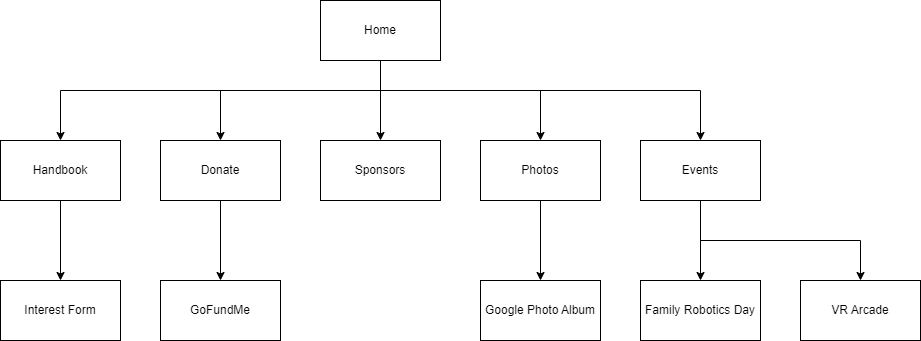 Home
Handbook
Donate
Sponsors
Photos
Events
Interest Form
GoFundMe
Google Photo Album
Family Robotics Day
VR Arcade